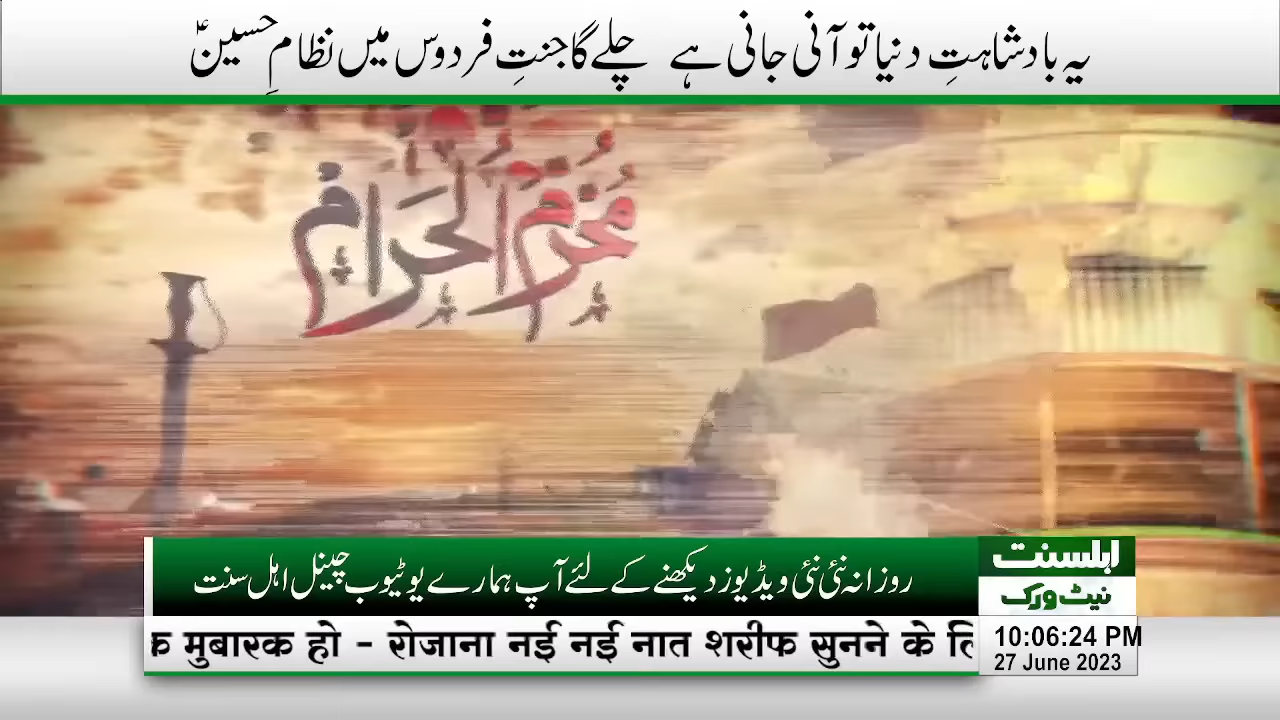 یہ بادشاہتِ دنیا تو آنی جانی ہے چلے گا جنتِ فردوس میں نظامِ حسینؑ
محرم الحرام
روزانہ نئی نئی ویڈیوز دیکھنے کے لئے آپ ہمارے یوٹیوب چینل اہل سنت
اہلسنت
نیٹ ورک
मुबारक हो - रोजाना नई नई नात शरीफ सुनने के
10:06:24 PM
27 June 2023